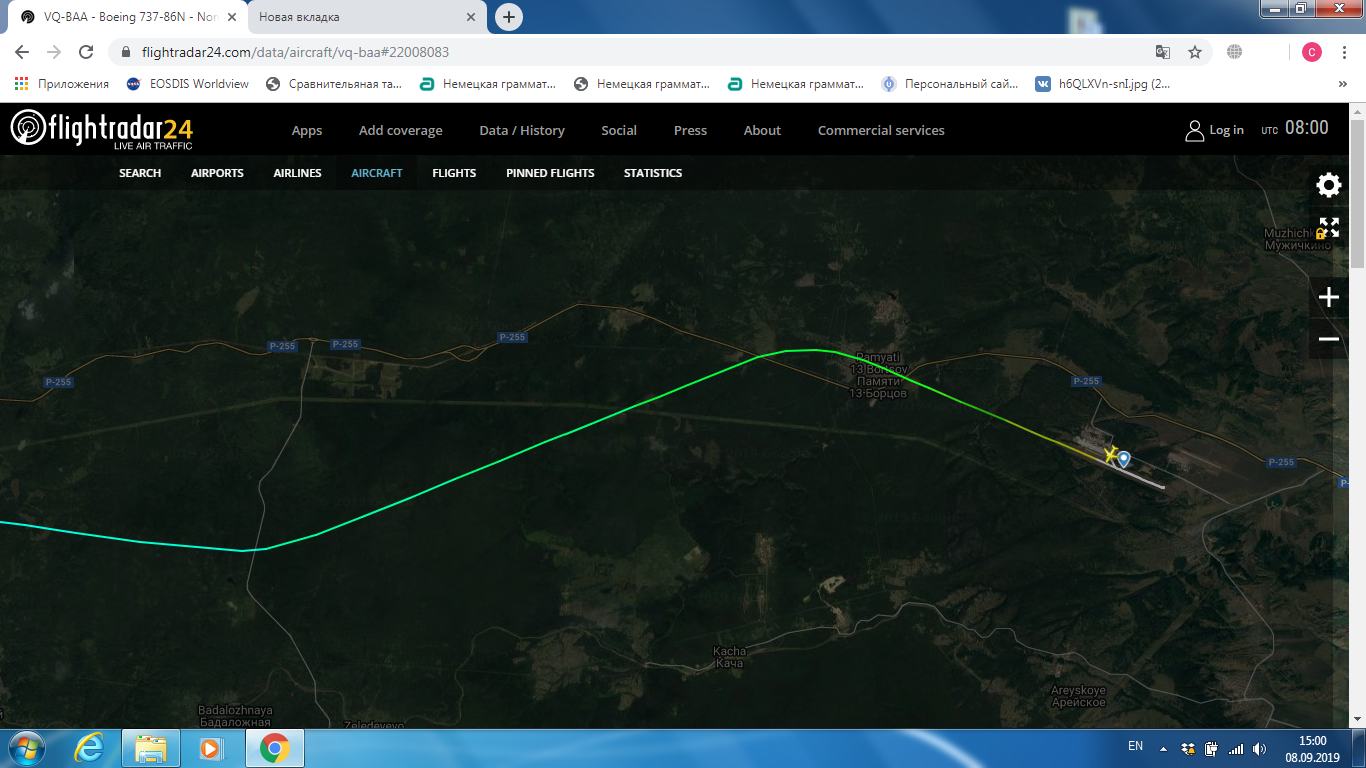 VQ-BAA - Boeing 737-86N - Nor
Новая вкладка
flightradar24.com/data/aircraft/vq-baa#22008083
C
Приложения
EOSDIS Worldview
Сравнительная та...
Немецкая граммат...
Немецкая граммат...
Немецкая граммат...
Персональный сай...
h6QLXVn-snI.jpg (2...
»
flightradar24
LIVE AIR TRAFFIC
Apps
Add coverage
Data / History
Social
Press
About
Commercial services
Log in
UTC 08:00
SEARCH
AIRPORTS
AIRLINES
AIRCRAFT
FLIGHTS
PINNED FLIGHTS
STATISTICS
Muzhichk
Мужичкино
P-255
P-255
P-255
P-255
Pamyati
13 Bortsov
Памяти
13 Борцов
P-255
P-255
P-
Kacha
Кача
Areyskoye
Арейское
Badalozhnaya
Бадаложная
Zeledeyevo
EN
15:00
08.09.2019